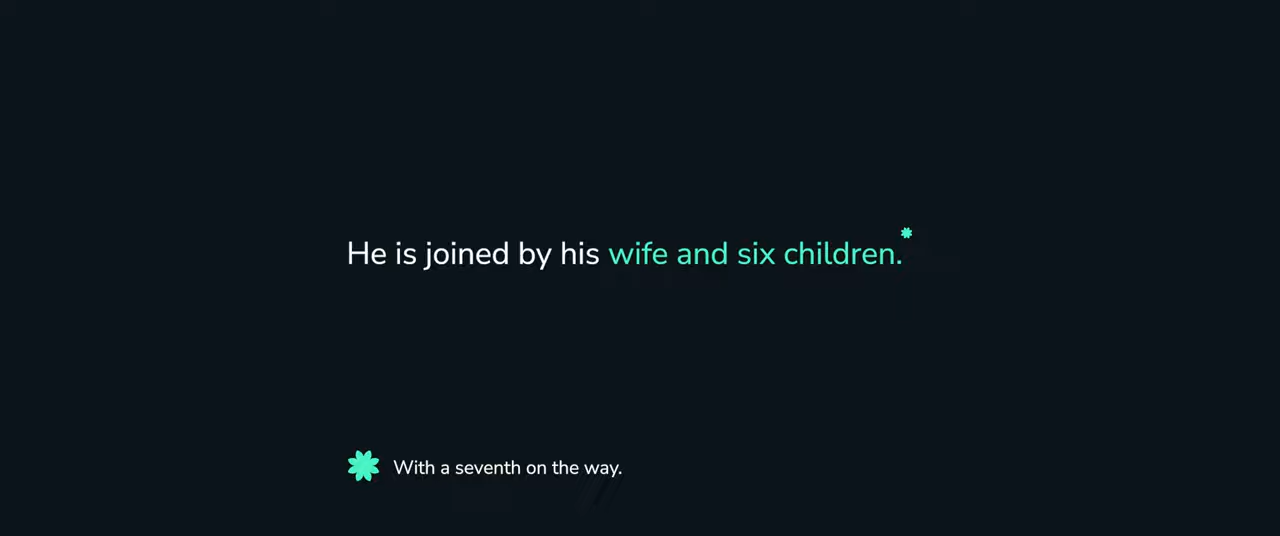 He is joined by his wife and six children.*
With a seventh on the way.